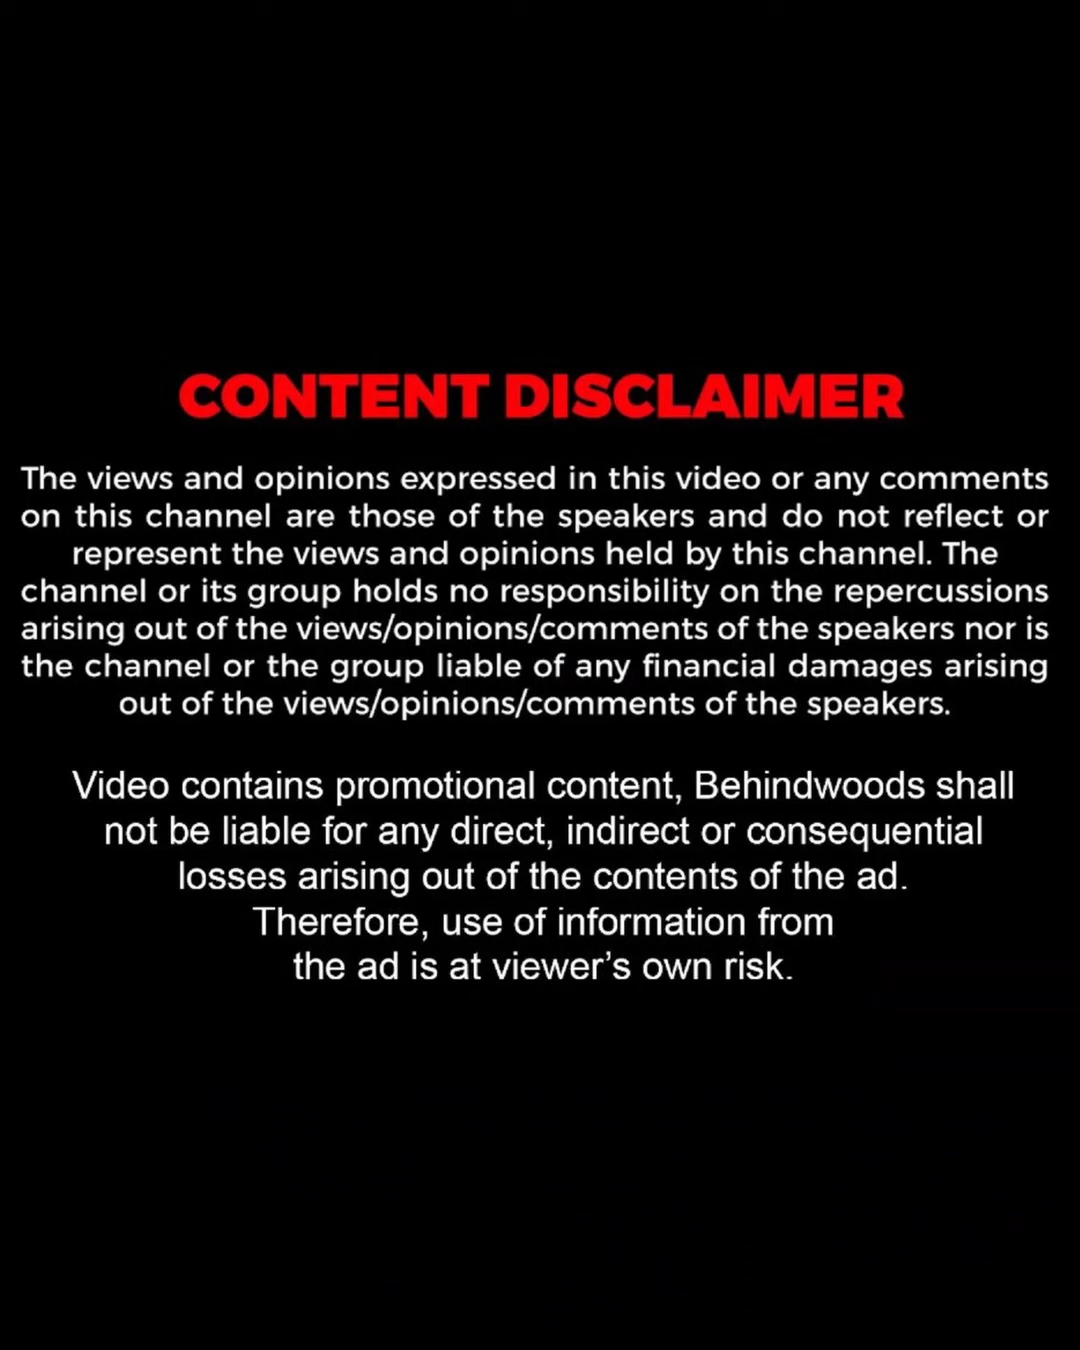 CONTENT DISCLAIMER
The views and opinions expressed in this video or any comments
on this channel are those of the speakers and do not reflect or
represent the views and opinions held by this channel. The
channel or its group holds no responsibility on the repercussions
arising out of the views/opinions/comments of the speakers nor is
the channel or the group liable of any financial damages arising
out of the views/opinions/comments of the speakers.
Video contains promotional content, Behindwoods shall
not be liable for any direct, indirect or consequential
losses arising out of the contents of the ad.
Therefore, use of information from
the ad is at viewer’s own risk.